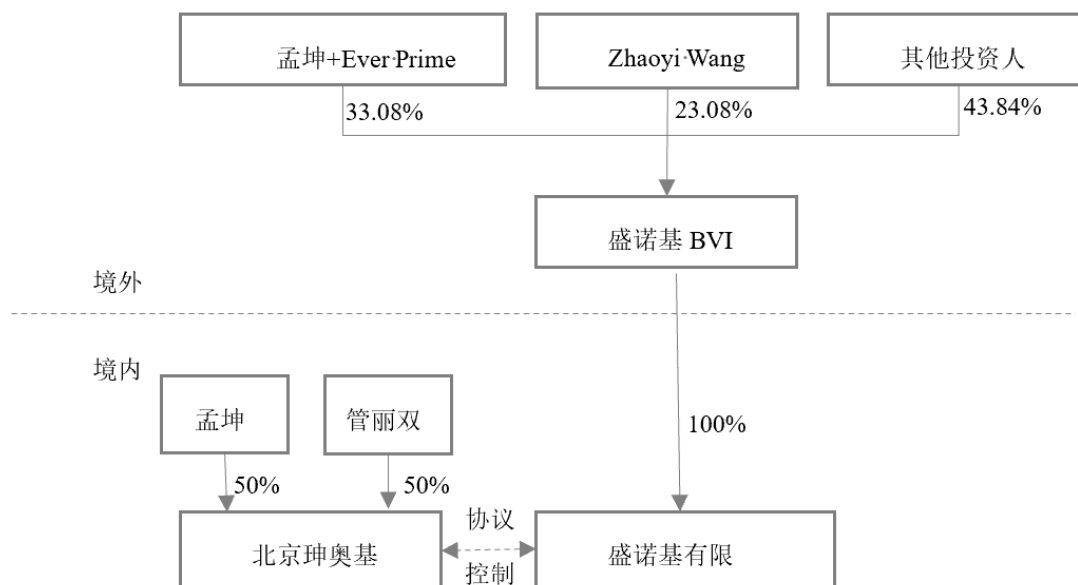 孟坤+Ever·Prime
Zhaoyi·Wang
其他投资人
33.08%
23.08%
43.84%
盛诺基 BVI
境外
境内
孟坤
管丽双
100%
50%
50%
协议
北京珅奥基
盛诺基有限
控制